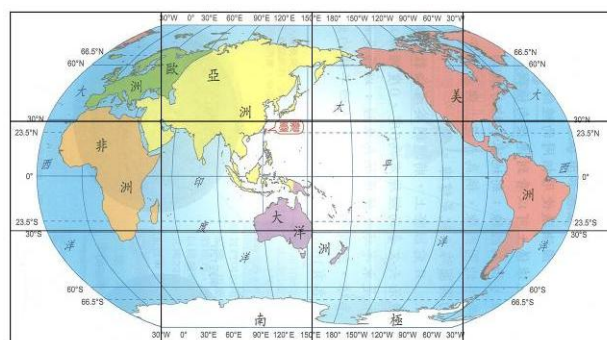 30°W 0° 30°E 60°E 90°E 120°E 150°E 180° 150°W 120°W 90°W 60°W 30°W
66.5°N 66.5°N
60°N 60°N
歐 亞
大 洲 美 大
洲 大
30°N 30°N
23.5°N 臺灣 23.5°N
非
西 平 西
0° 洲 印 洲 0°
23.5°S 度 大 23.5°S
30°S 洋 30°S
洋 洋 洲 洋 洋
60°S 60°S
66.5°S 66.5°S
南 極
30°W 0° 30°E 60°E 90°E 120°E 150°E 180° 150°W 120°W 90°W 60°W 30°W